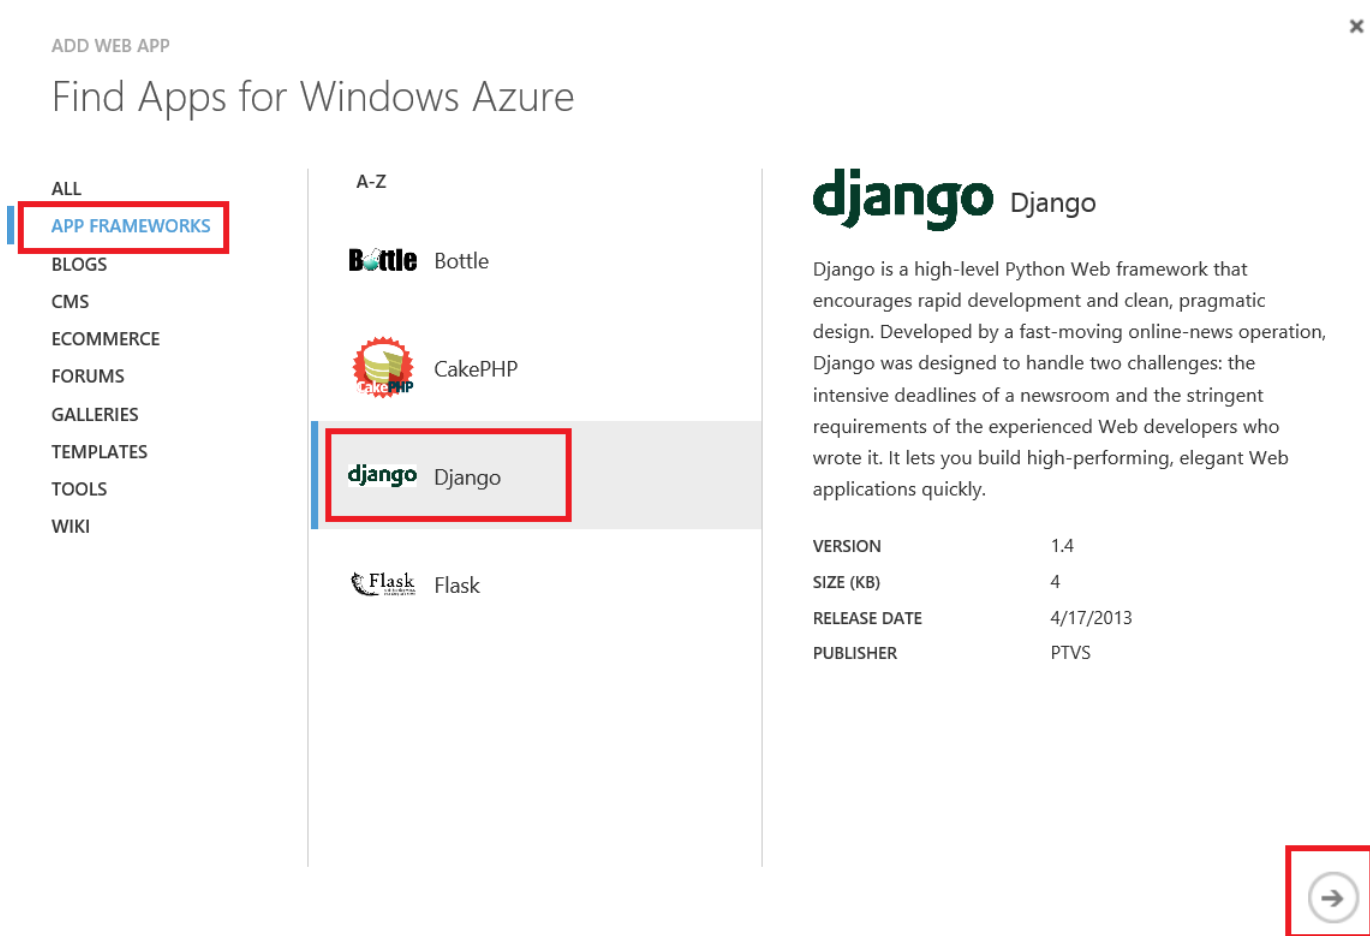 ADD WEB APP
Find Apps for Windows Azure
ALL
APP FRAMEWORKS
BLOGS
CMS
ECOMMERCE
FORUMS
GALLERIES
TEMPLATES
TOOLS
WIKI
A-Z
Bottle Bottle
CakePHP CakePHP
django Django
Flask Flask
django Django
Django is a high-level Python Web framework that
encourages rapid development and clean, pragmatic
design. Developed by a fast-moving online-news operation,
Django was designed to handle two challenges: the
intensive deadlines of a newsroom and the stringent
requirements of the experienced Web developers who
wrote it. It lets you build high-performing, elegant Web
applications quickly.
VERSION 1.4
SIZE (KB) 4
RELEASE DATE 4/17/2013
PUBLISHER PTVS